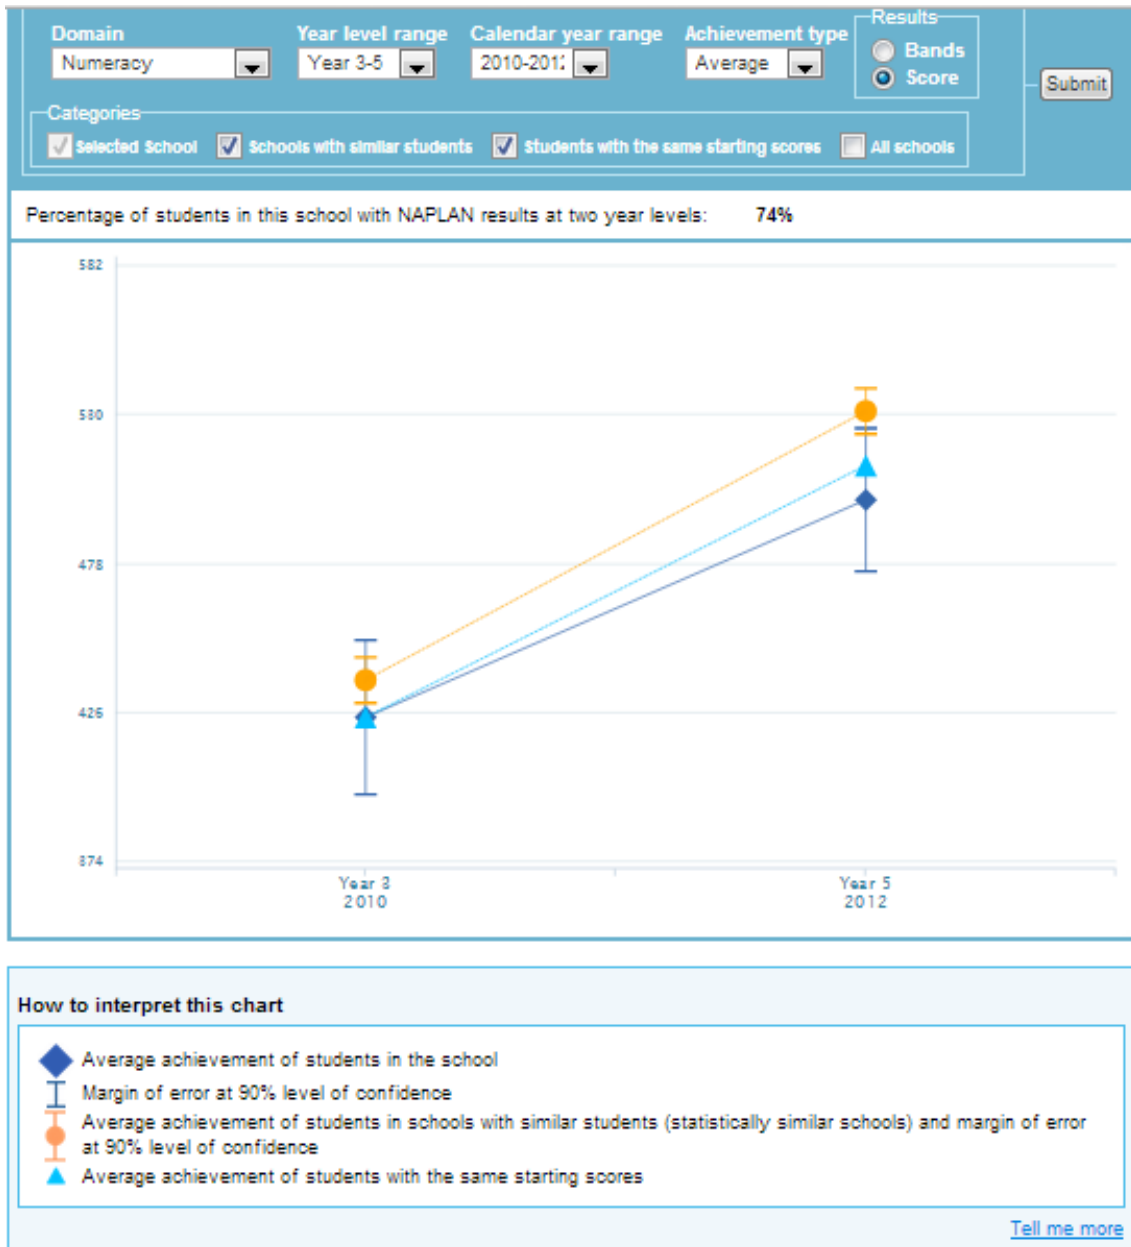 Domain Year level range Calendar year range Achievement type Results
Numeracy Year 3-5 2010-2012 Average Bands
Score
Submit
Categories
Selected School Schools with similar students Students with the same starting scores All schools
Percentage of students in this school with NAPLAN results at two year levels: 74%
582
530
478
426
374
Year 3 Year 5
2010 2012
How to interpret this chart
Average achievement of students in the school
Margin of error at 90% level of confidence
Average achievement of students in schools with similar students (statistically similar schools) and margin of error
at 90% level of confidence
Average achievement of students with the same starting scores
Tell me more